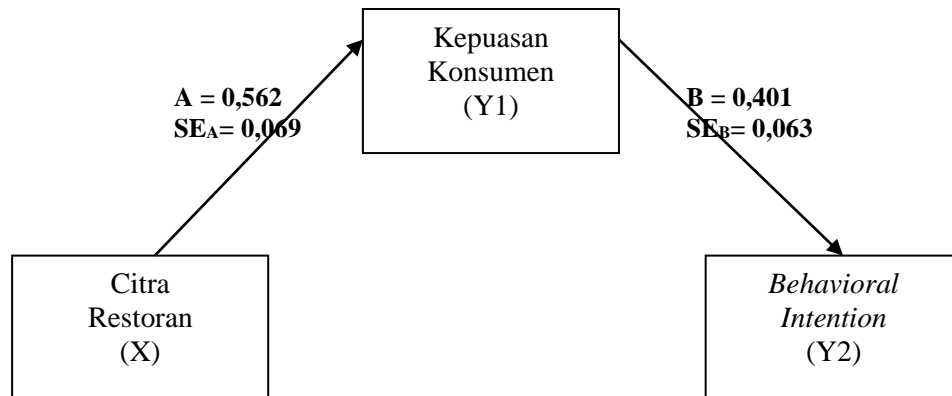 Kepuasan
Konsumen
(Y1)
A = 0,562
SEA= 0,069
B = 0,401
SEB= 0,063
Citra
Restoran
(X)
Behavioral
Intention
(Y2)